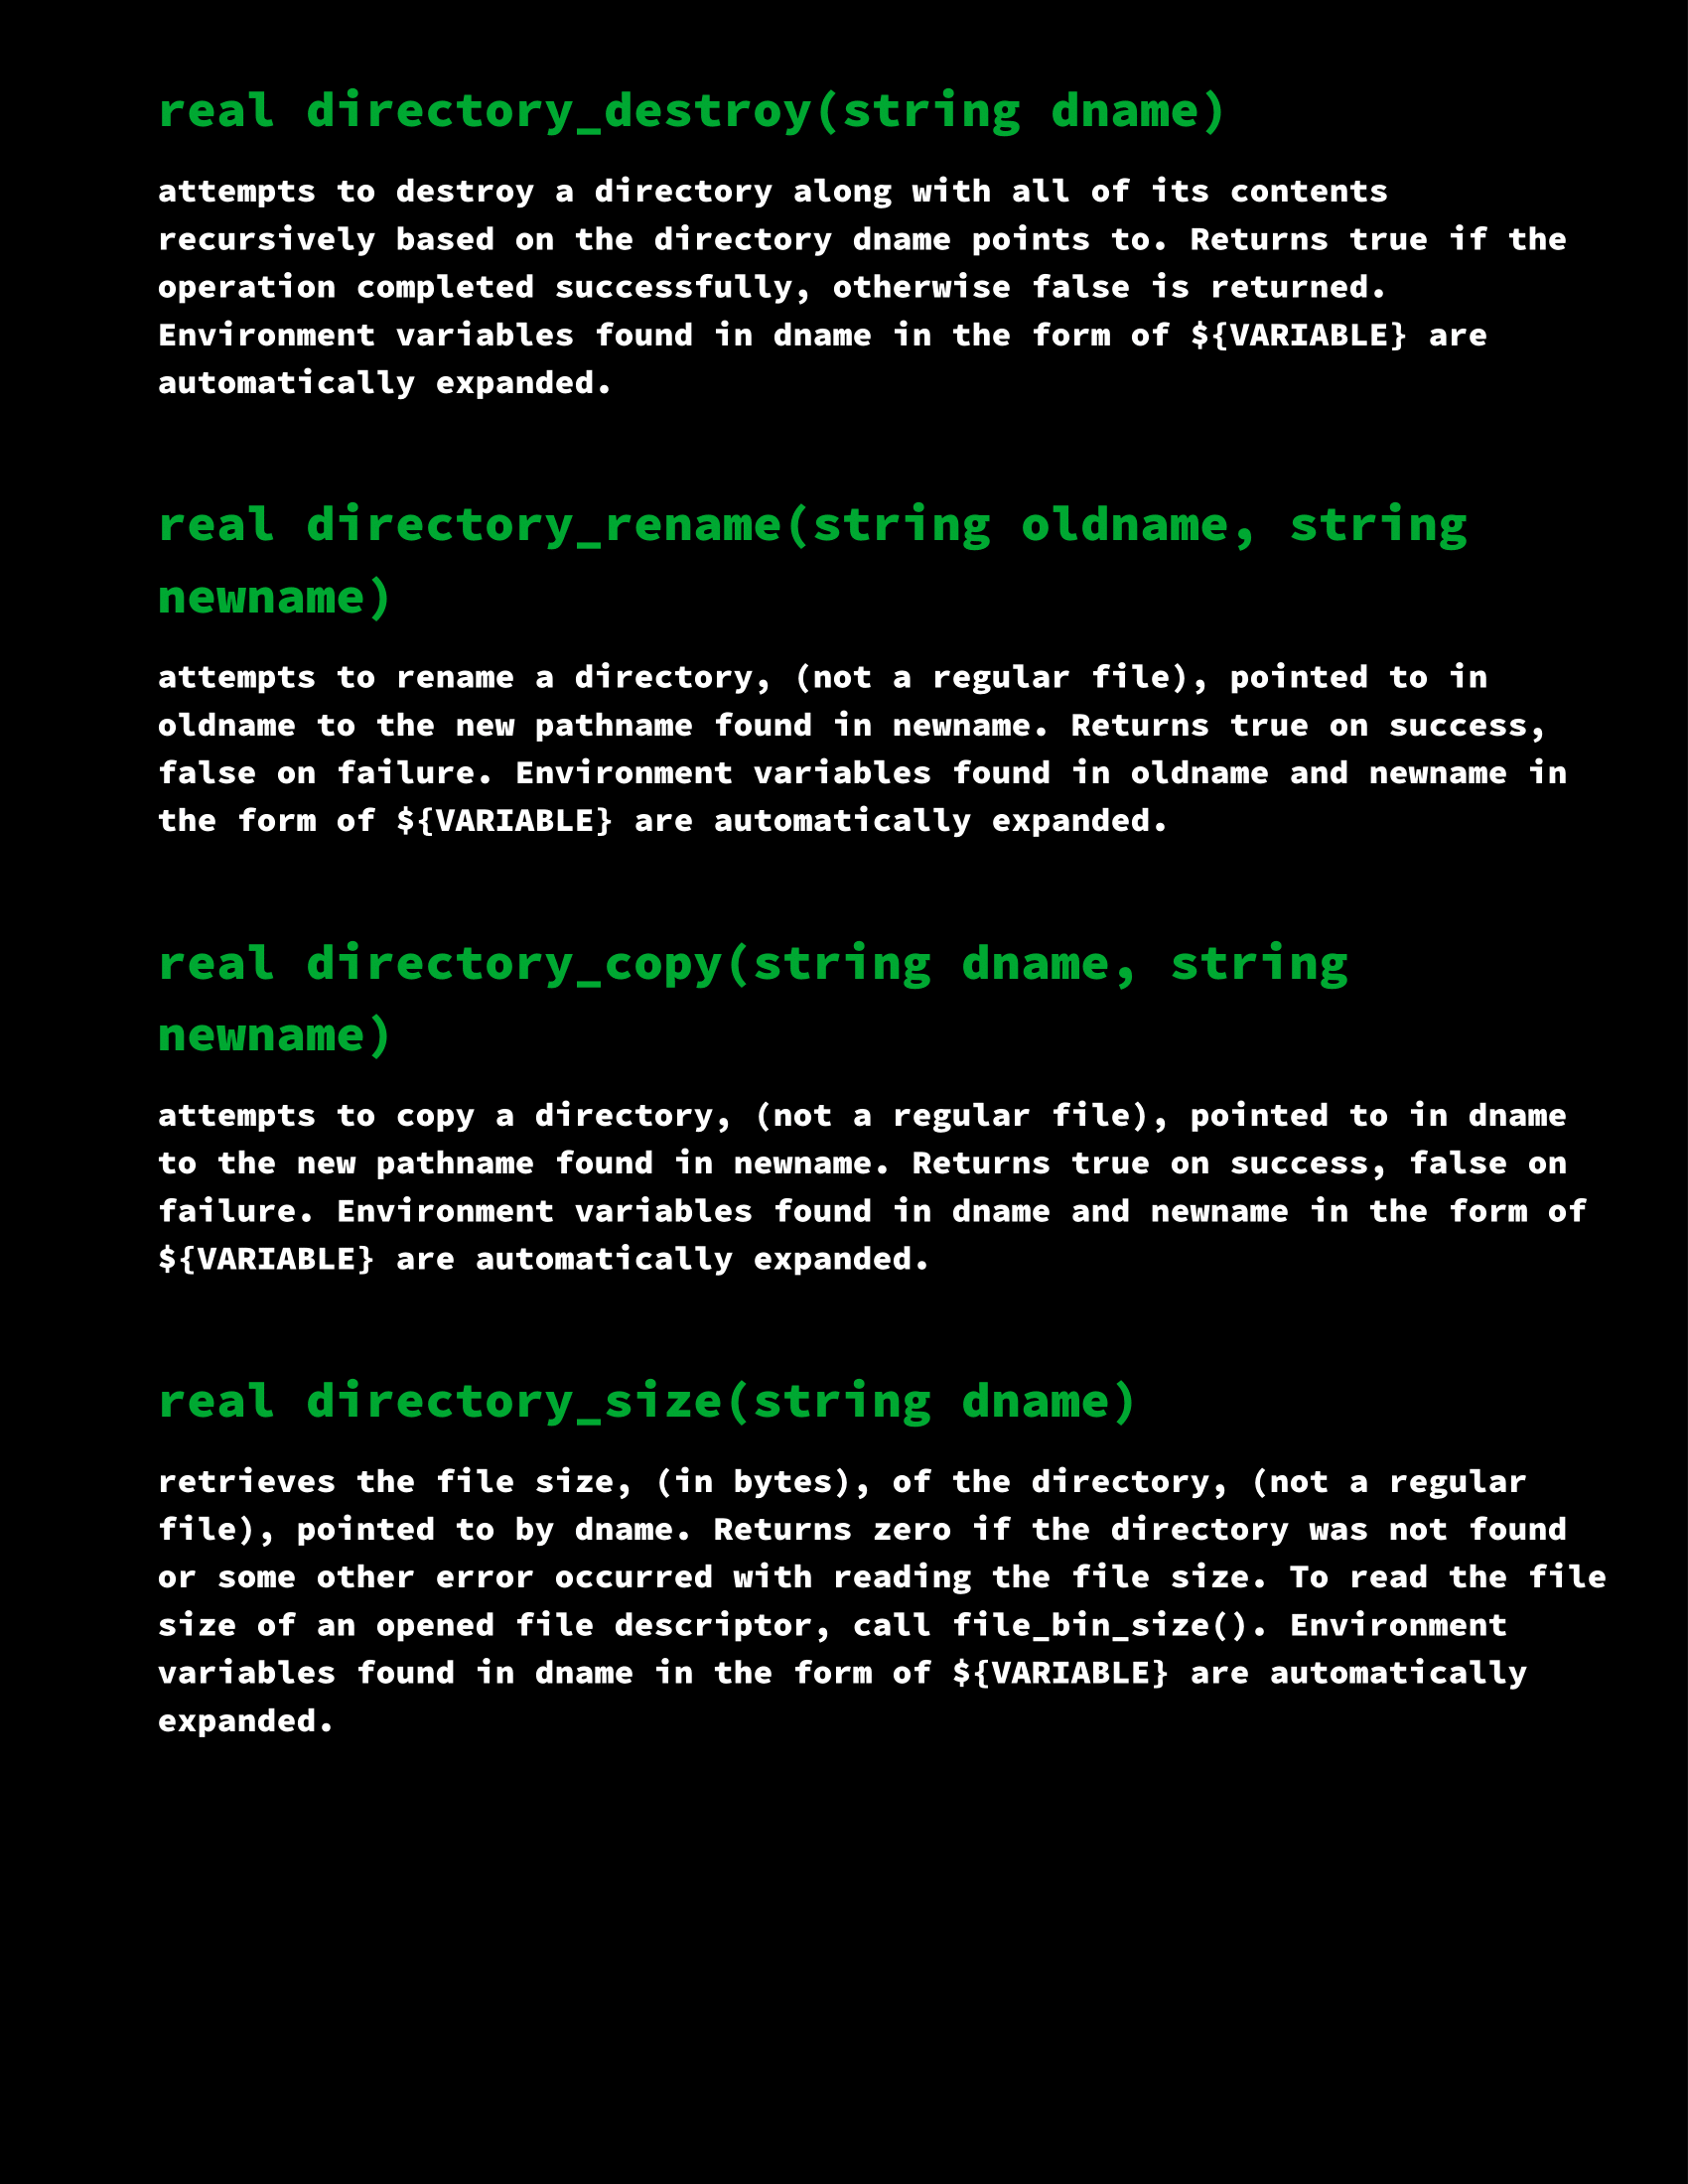 real directory_destroy(string dname)
attempts to destroy a directory along with all of its contents
recursively based on the directory dname points to. Returns true if the
operation completed successfully, otherwise false is returned.
Environment variables found in dname in the form of ${VARIABLE} are
automatically expanded.
real directory_rename(string oldname, string
newname)
attempts to rename a directory, (not a regular file), pointed to in
oldname to the new pathname found in newname. Returns true on success,
false on failure. Environment variables found in oldname and newname in
the form of ${VARIABLE} are automatically expanded.
real directory_copy(string dname, string
newname)
attempts to copy a directory, (not a regular file), pointed to in dname
to the new pathname found in newname. Returns true on success, false on
failure. Environment variables found in dname and newname in the form of
${VARIABLE} are automatically expanded.
real directory_size(string dname)
retrieves the file size, (in bytes), of the directory, (not a regular
file), pointed to by dname. Returns zero if the directory was not found
or some other error occurred with reading the file size. To read the file
size of an opened file descriptor, call file_bin_size(). Environment
variables found in dname in the form of ${VARIABLE} are automatically
expanded.